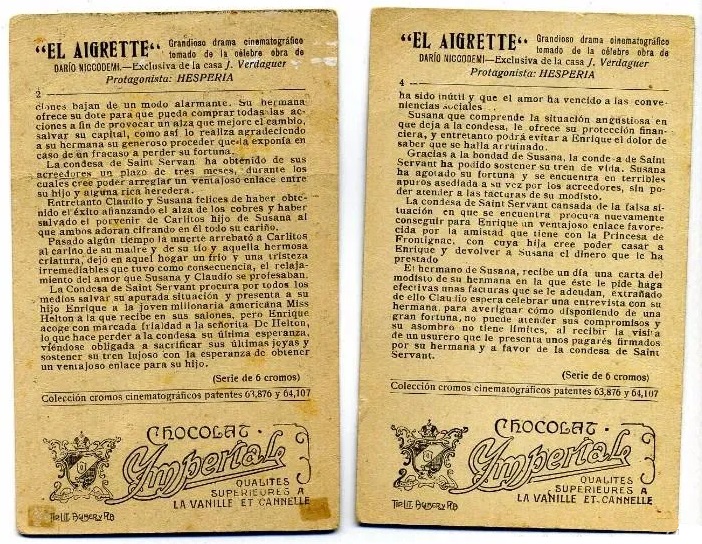 "EL AIGRETTE" Grandioso drama cinematográfico
tomado de la célebre obra de
DARÍO NICCODEMI.—Exclusiva de la casa J. Verdaguer
Protagonista: HESPERIA
2
ciones bajan de un modo alarmante. Su hermana
ofrece su dote para que pueda comprar todas las ac-
ciones a fin de provocar un alza que mejore el cambio,
salvar su capital, como así lo realiza agradeciendo
a su hermana su generoso proceder que la exponía en
caso de un fracaso a perder su fortuna.
La condesa de Saint Servan ha obtenido de sus
acreedores un plazo de tres meses, durante los
cuales cree poder arreglar un ventajoso enlace entre
su hijo y alguna rica heredera.
Entretanto Claudio y Susana felices de haber obte-
nido el éxito afianzando el alza de los cobres y haber
salvado el porvenir de Carlitos hijo de Susana al
que ambos adoran cifrando en él todo su cariño.
Pasado algún tiempo la muerte arrebató a Carlitos
al cariño de su madre y de su tío y aquella hermosa
criatura, dejó en aquel hogar un frío y una tristeza
irremediables que tuvo como consecuencia, el relaja-
miento del amor que Susana y Claudio se profesaban.
La Condesa de Saint Servant procura por todos los
medios salvar su apurada situación y presenta a su
hijo Enrique a la joven millonaria americana Miss
Helton a la que recibe en sus salones, pero Enrique
acoge con marcada frialdad a la señorita De Helton,
lo que hace perder a la condesa su última esperanza,
viéndose obligada a sacrificar sus últimas joyas y
sostener su tren lujoso con la esperanza de obtener
un ventajoso enlace para su hijo.
(Serie de 6 cromos)
Colección cromos cinematográficos patentes 63,876 y 64,107
CHOCOLAT
Imperial
QUALITES
SUPERIEURES A
LA VANILLE ET CANNELLE
"EL AIGRETTE" Grandioso drama cinematográfico
tomado de la célebre obra de
DARÍO NICCODEMI.—Exclusiva de la casa J. Verdaguer
Protagonista: HESPERIA
4
ha sido inútil y que el amor ha vencido a las conve-
niencias sociales
Susana que comprende la situación angustiosa en
que deja a la condesa, le ofrece su protección finan-
ciera, y entretanto podrá evitar a Enrique el dolor de
saber que se halla arruinado.
Gracias a la bondad de Susana, la condesa de Saint
Servant ha podido sostener su tren de vida. Susana
ha agotado su fortuna y se encuentra en terribles
apuros asediada a su vez por los acreedores, sin po-
der atender a las facturas de su modisto.
La condesa de Saint Servant cansada de la falsa si-
tuación en que se encuentra procura nuevamente
conseguir para Enrique un ventajoso enlace favore-
cida por la amistad que tiene con la Princesa de
Frontignac, con cuya hija cree poder casar a
Enrique y devolver a Susana el dinero que le ha
prestado
El hermano de Susana, recibe un día una carta del
modisto de su hermana en la que éste le pide haga
efectivas unas facturas que se le adeudan, extrañado
de ello Claudio espera celebrar una entrevista con su
hermana para averiguar cómo disponiendo de una
gran fortuna, no puede atender sus compromisos y
su asombro no tiene límites, al recibir la visita
de un usurero que le presenta unos pagarés firmados
por su hermana y a favor de la condesa de Saint
Servant.
(Serie de 6 cromos)
Colección cromos cinematográficos patentes 63,876 y 64,107
CHOCOLAT
Imperial
QUALITES
SUPERIEURES A
LA VANILLE ET CANNELLE